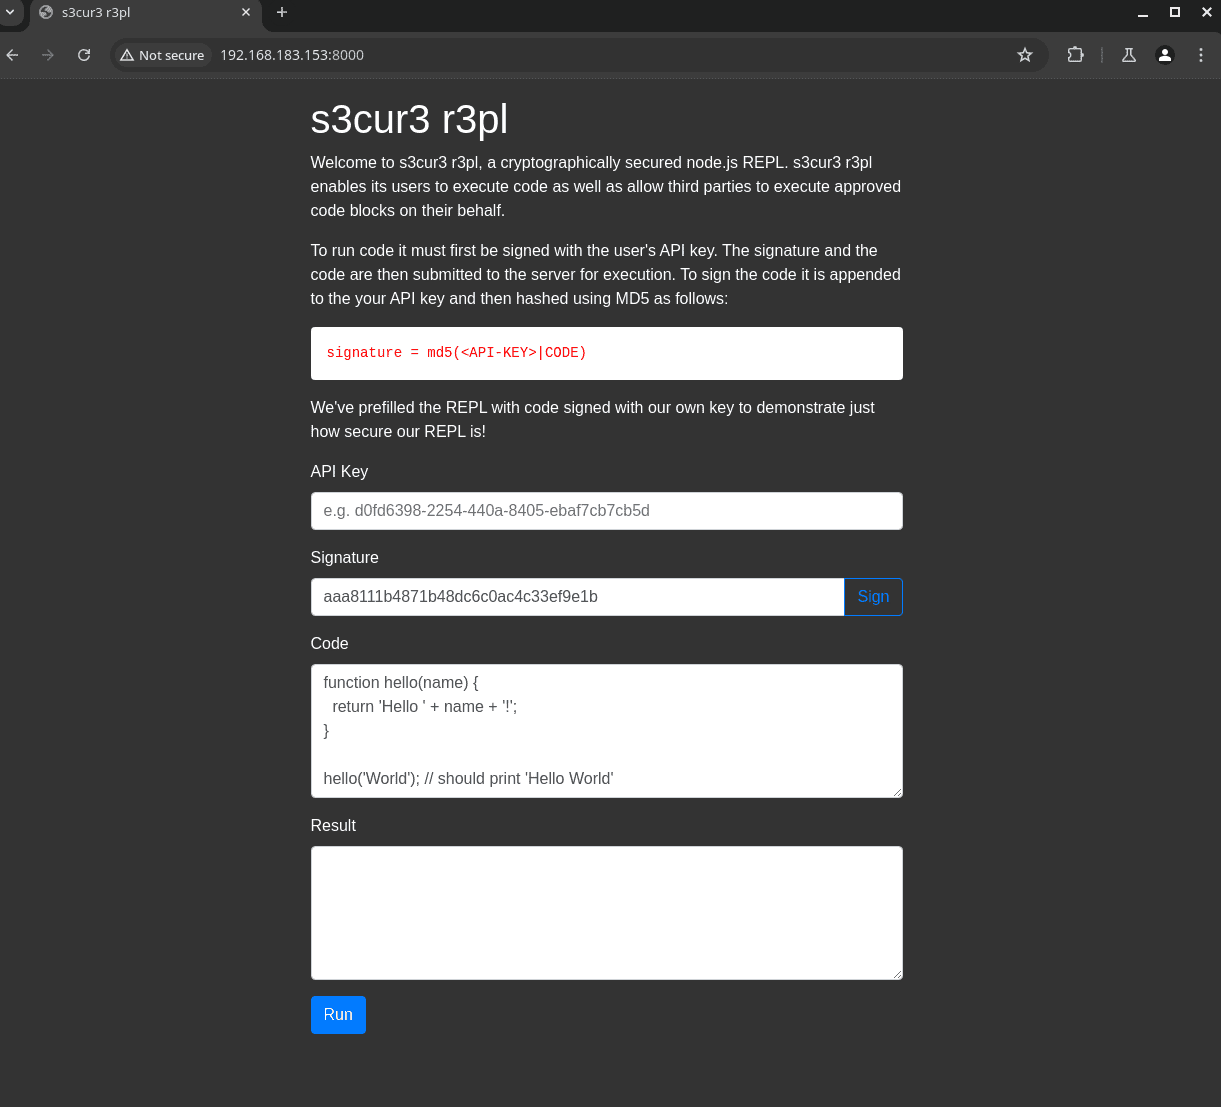 s3cur3 r3pl
Not secure 192.168.183.153:8000
s3cur3 r3pl
Welcome to s3cur3 r3pl, a cryptographically secured node.js REPL. s3cur3 r3pl
enables its users to execute code as well as allow third parties to execute approved
code blocks on their behalf.
To run code it must first be signed with the user's API key. The signature and the
code are then submitted to the server for execution. To sign the code it is appended
to the your API key and then hashed using MD5 as follows:
signature = md5(<API-KEY>|CODE)
We've prefilled the REPL with code signed with our own key to demonstrate just
how secure our REPL is!
API Key
e.g. d0fd6398-2254-440a-8405-ebaf7cb7cb5d
Signature
aaa8111b4871b48dc6c0ac4c33ef9e1b Sign
Code
function hello(name) {
  return 'Hello ' + name + '!';
}
hello('World'); // should print 'Hello World'
Result
Run